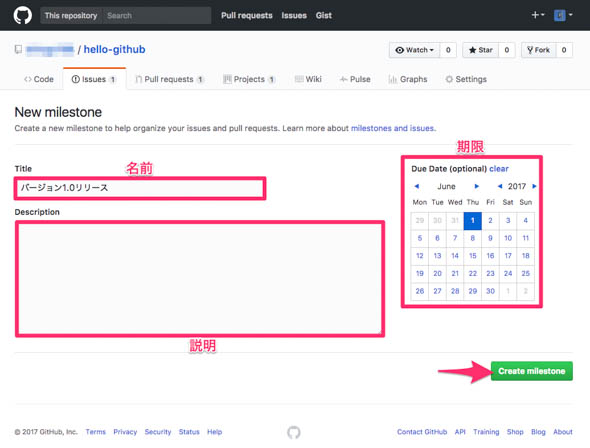 This repository Search Pull requests Issues Gist
/ hello-github
Watch 0 Star 0 Fork 0
Code Issues 1 Pull requests 1 Projects 1 Wiki Pulse Graphs Settings
New milestone
Create a new milestone to help organize your issues and pull requests. Learn more about milestones and issues.
名前
Title
バージョン1.0リリース
Description
説明
期限
Due Date (optional) clear
June 2017
Mon Tue Wed Thu Fri Sat Sun
29 30 31 1 2 3 4
5 6 7 8 9 10 11
12 13 14 15 16 17 18
19 20 21 22 23 24 25
26 27 28 29 30 1 2
Create milestone
© 2017 GitHub, Inc. Terms Privacy Security Status Help
Contact GitHub API Training Shop Blog About